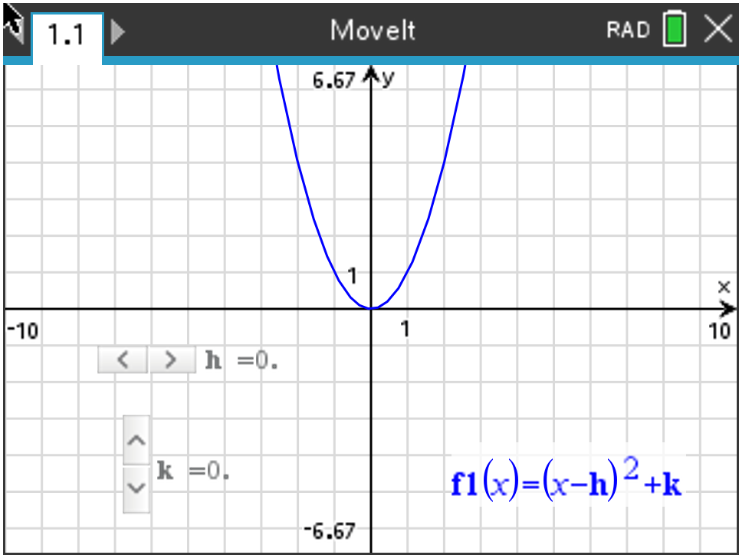 1.1 MoveIt RAD
6.67 y
1
x
-10 1 10
h =0.
k =0.
f1(x)=(x-h)²+k
-6.67